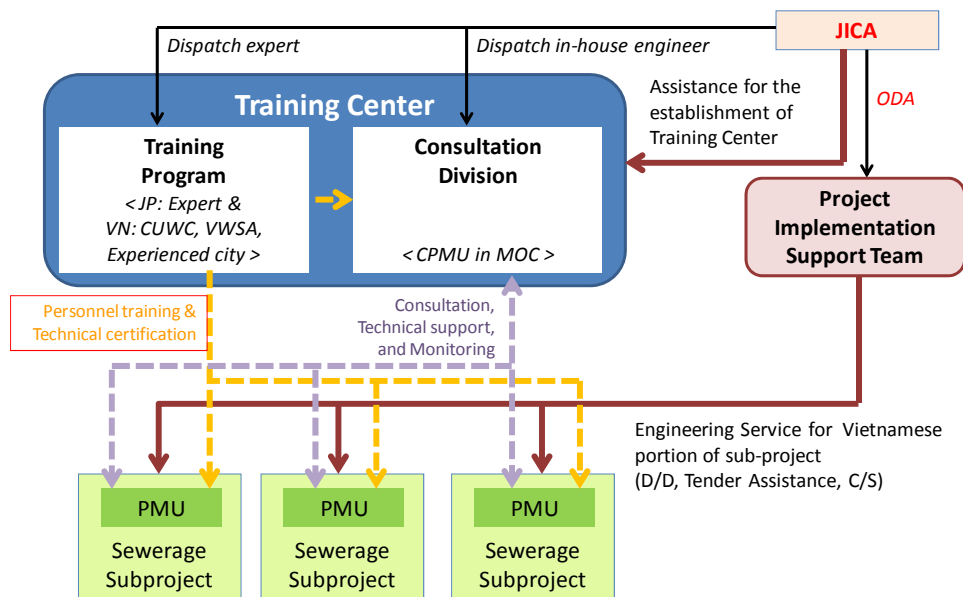 Dispatch expert
Dispatch in-house engineer
JICA
Training Center
Assistance for the
establishment of
Training Center
ODA
Training
Program
< JP: Expert &
VN: CUWC, VWSA,
Experienced city >
Consultation
Division
< CPMU in MOC >
Project
Implementation
Support Team
Personnel training &
Technical certification
Consultation,
Technical support,
and Monitoring
Engineering Service for Vietnamese
portion of sub-project
(D/D, Tender Assistance, C/S)
PMU
Sewerage
Subproject
PMU
Sewerage
Subproject
PMU
Sewerage
Subproject